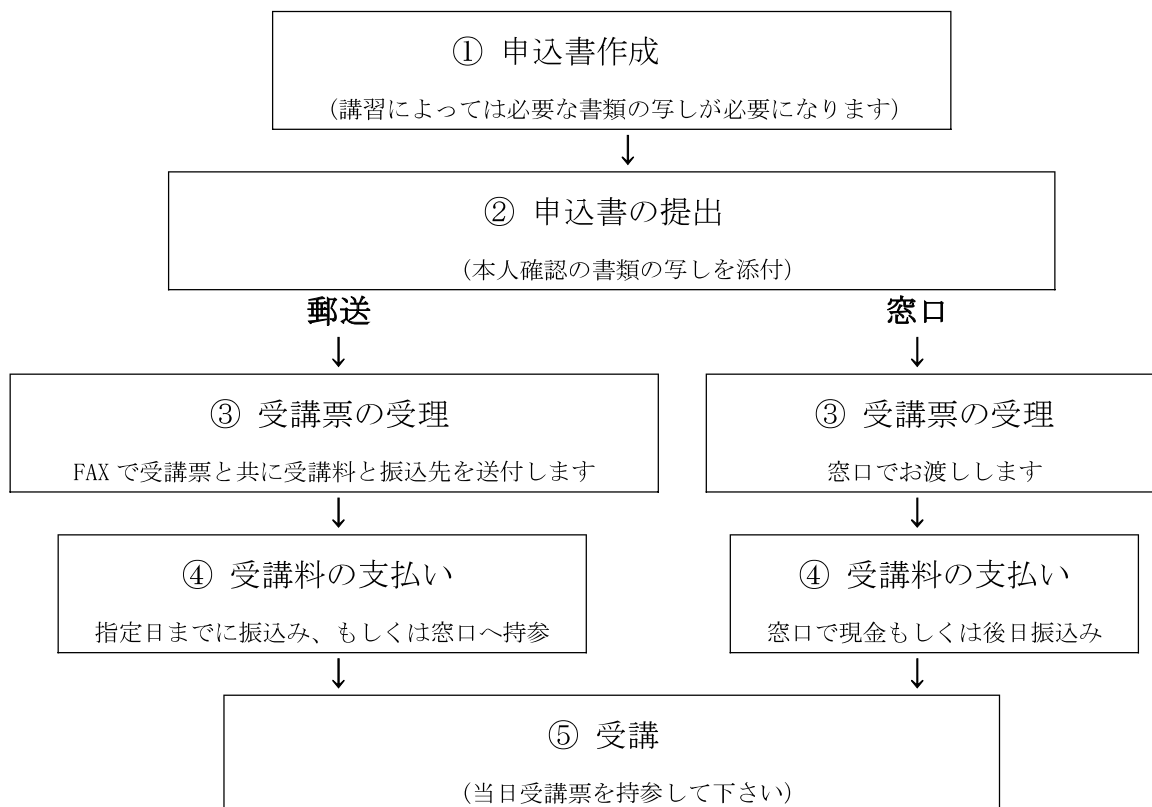 ① 申込書作成
(講習によっては必要な書類の写しが必要になります)
② 申込書の提出
(本人確認の書類の写しを添付)
郵送
③ 受講票の受理
FAXで受講票と共に受講料と振込先を送付します
④ 受講料の支払い
指定日までに振込み、もしくは窓口へ持参
窓口
③ 受講票の受理
窓口でお渡しします
④ 受講料の支払い
窓口で現金もしくは後日振込み
⑤ 受講
(当日受講票を持参して下さい)